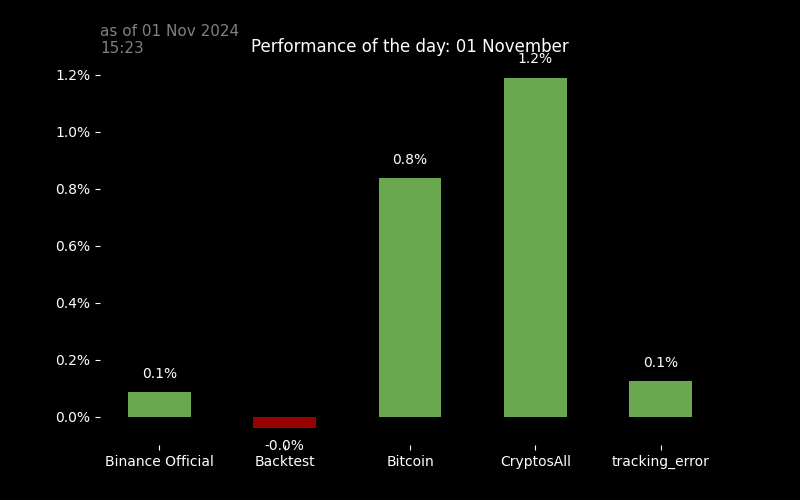 as of 01 Nov 2024
15:23
Performance of the day: 01 November
1.2%
1.2%
1.0%
0.8%
0.8%
0.6%
0.4%
0.1%
0.1%
0.2%
0.0%
-0.0%
Binance Official
Backtest
Bitcoin
CryptosAll
tracking_error